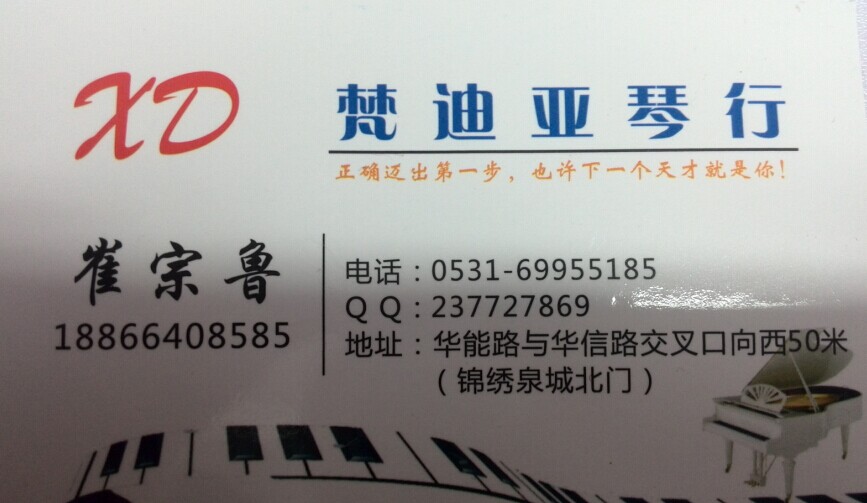 XD
梵迪亚琴行
正确迈出第一步，也许下一个天才就是你！
崔宗鲁
18866408585
电话：0531-69955185
QQ：237727869
地址：华能路与华信路交叉口向西50米
（锦绣泉城北门）